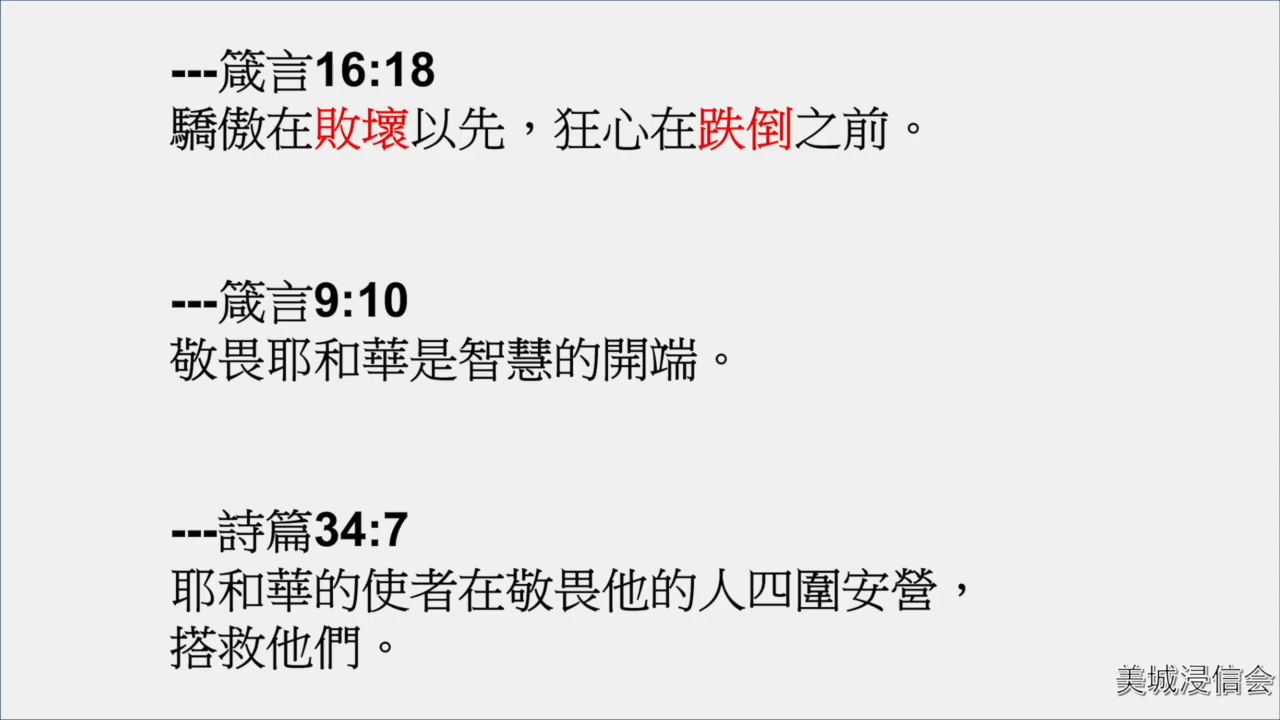 ---箴言16:18
驕傲在敗壞以先，狂心在跌倒之前。
---箴言9:10
敬畏耶和華是智慧的開端。
---詩篇34:7
耶和華的使者在敬畏他的人四圍安營，
搭救他們。
美城浸信会